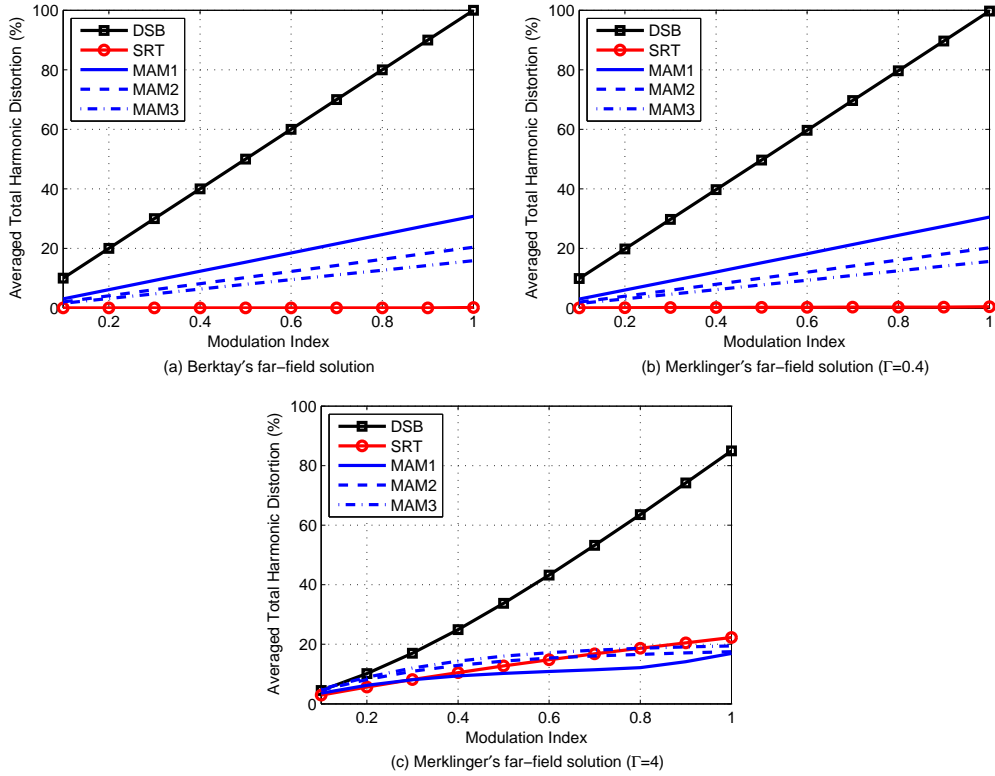 100
80
60
40
20
0
Averaged Total Harmonic Distortion (%)
DSB
SRT
MAM1
MAM2
MAM3
0.2
0.4
0.6
0.8
1
Modulation Index
(a) Berktay's far−field solution
100
80
60
40
20
0
Averaged Total Harmonic Distortion (%)
DSB
SRT
MAM1
MAM2
MAM3
0.2
0.4
0.6
0.8
1
Modulation Index
(b) Merklinger's far−field solution (Γ=0.4)
100
80
60
40
20
0
Averaged Total Harmonic Distortion (%)
DSB
SRT
MAM1
MAM2
MAM3
0.2
0.4
0.6
0.8
1
Modulation Index
(c) Merklinger's far−field solution (Γ=4)